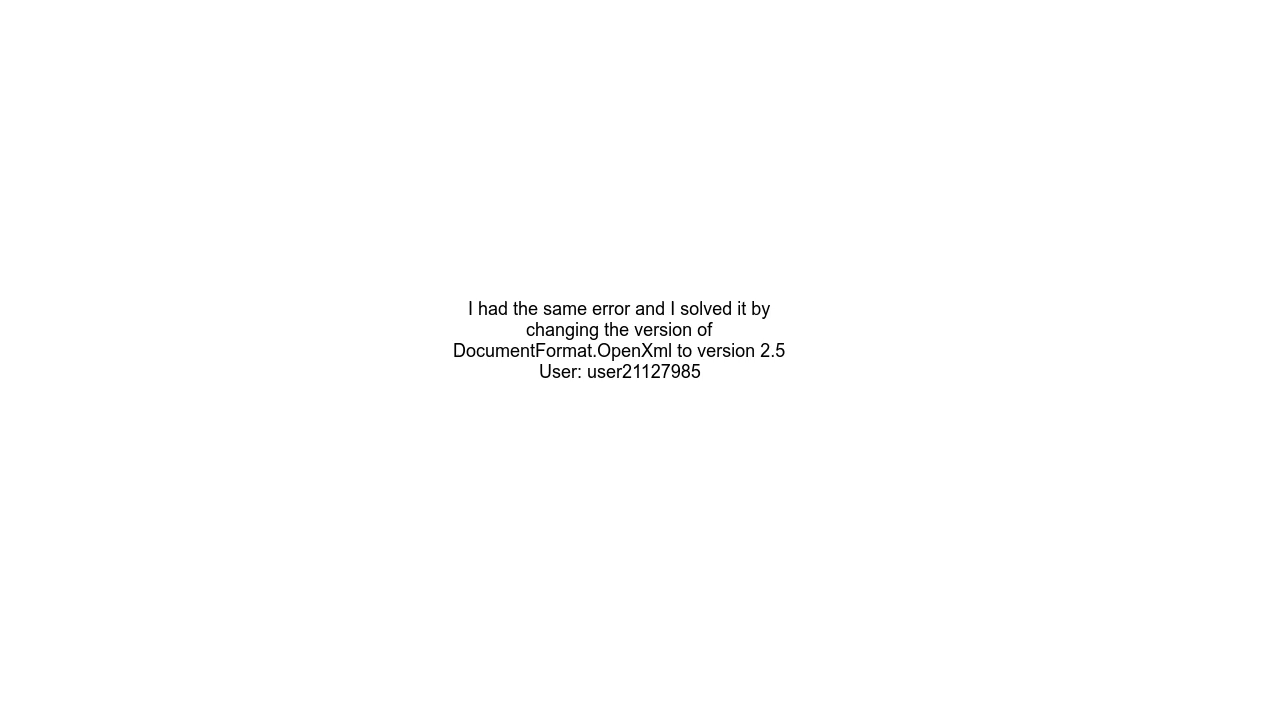 I had the same error and I solved it by
changing the version of
DocumentFormat.OpenXml to version 2.5
User: user21127985